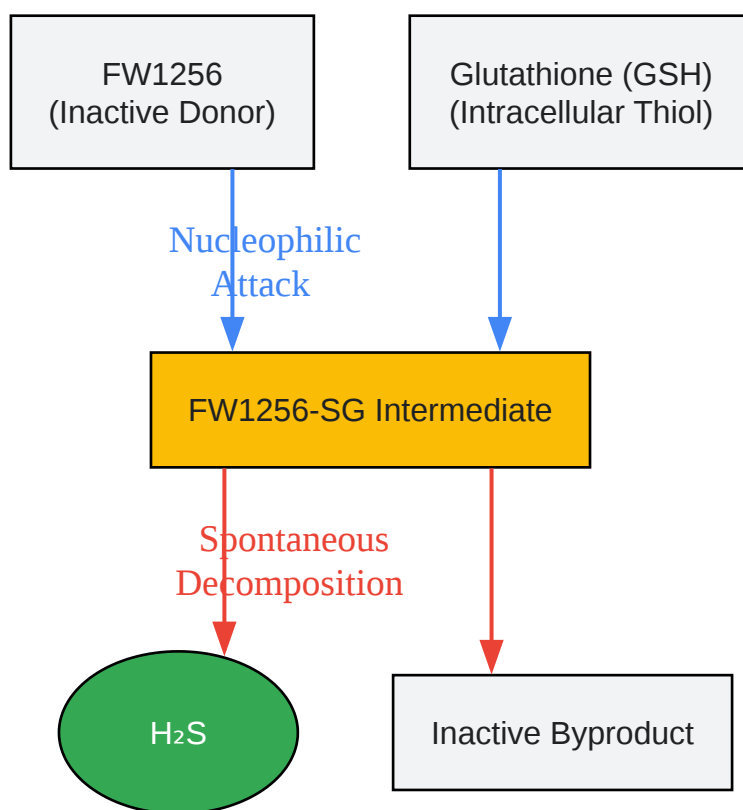 FW1256
(Inactive Donor)
Glutathione (GSH)
(Intracellular Thiol)
Nucleophilic
Attack
FW1256-SG Intermediate
Spontaneous
Decomposition
H₂S
Inactive Byproduct